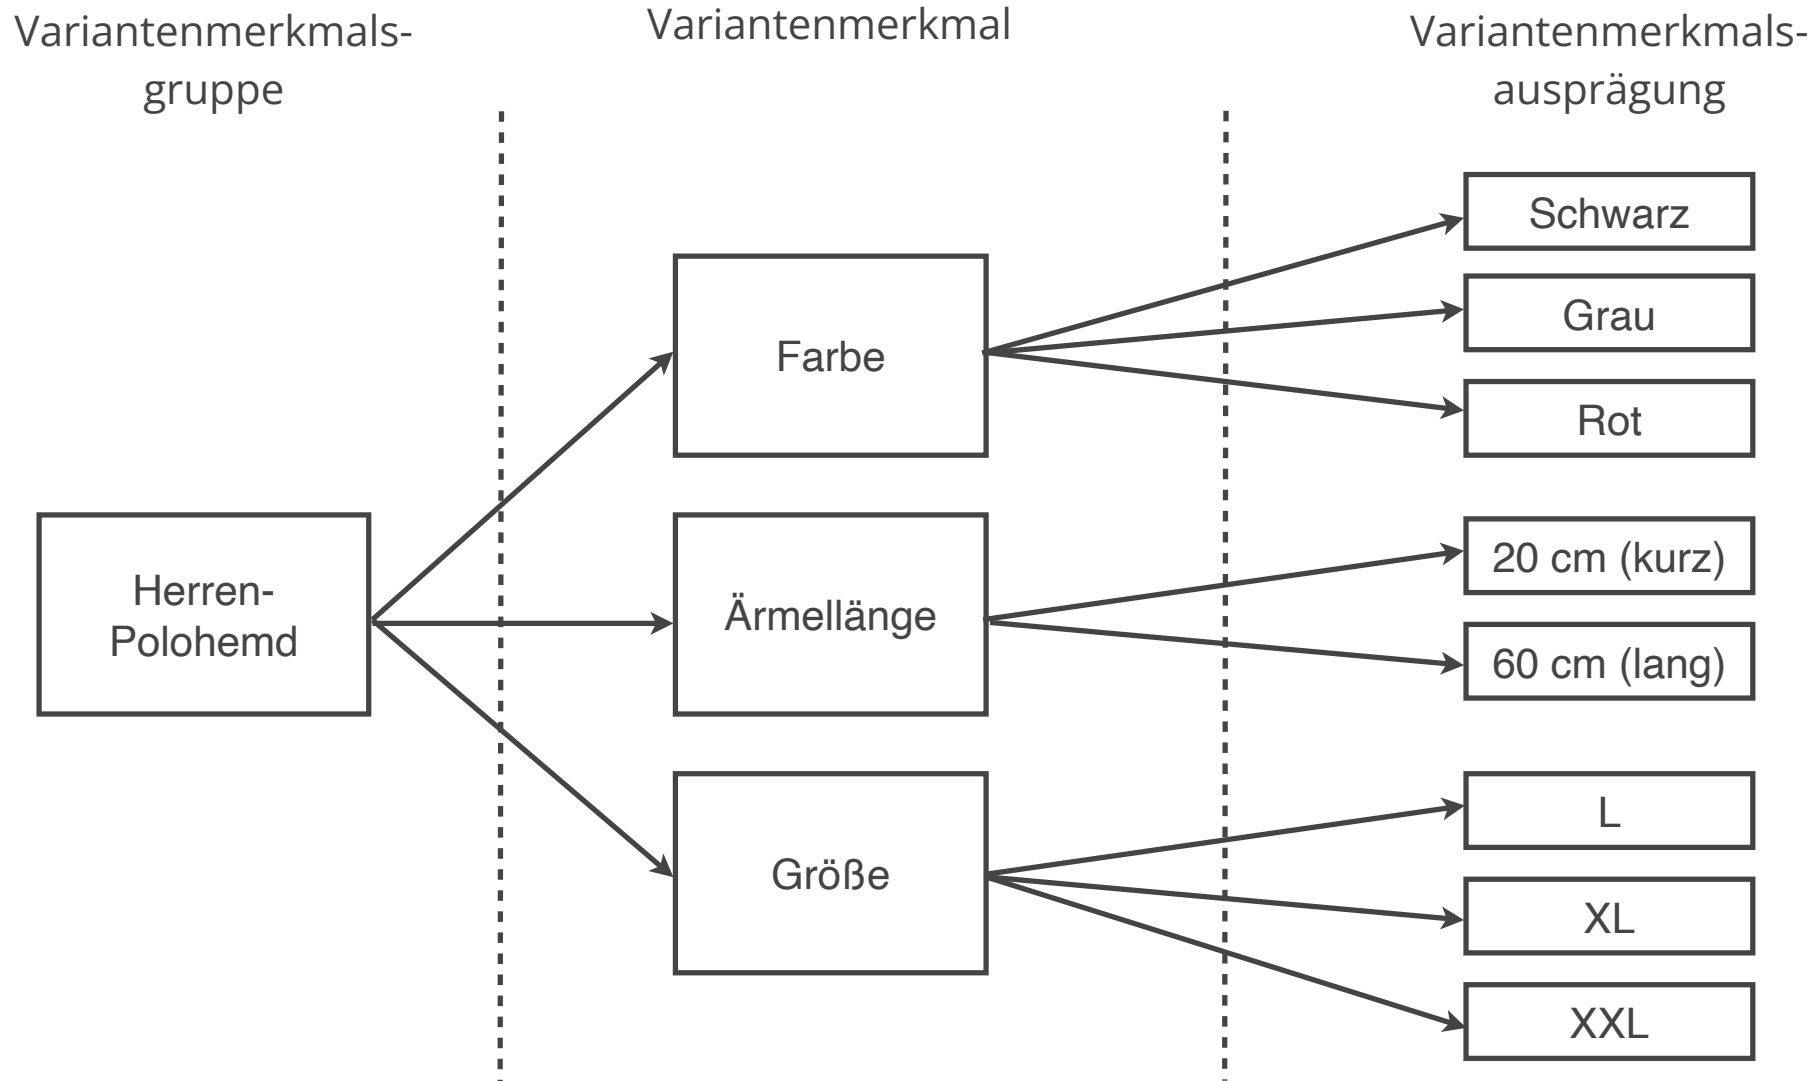 Variantenmerkmals-
gruppe
Variantenmerkmal
Variantenmerkmals-
ausprägung
Herren-
Polohemd
Farbe
Ärmellänge
Größe
Schwarz
Grau
Rot
20 cm (kurz)
60 cm (lang)
L
XL
XXL